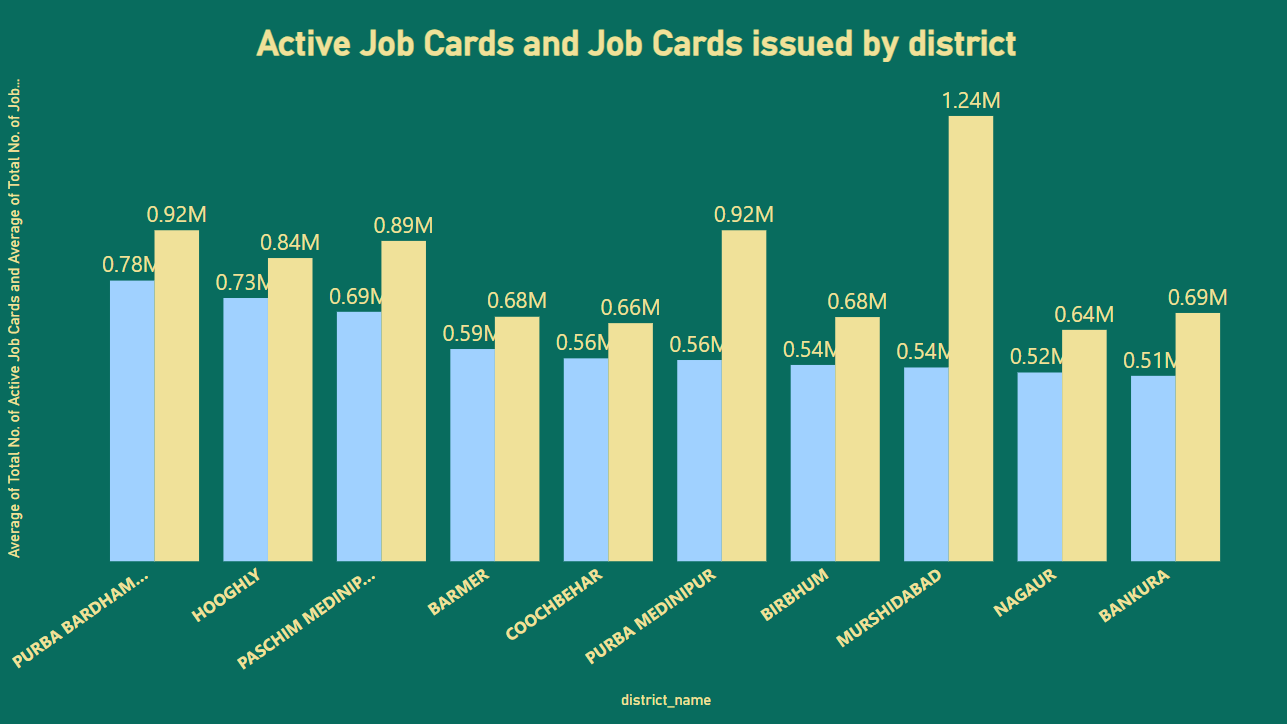 Active Job Cards and Job Cards issued by district
Average of Total No. of Active Job Cards and Average of Total No. of Job...
0.78M
0.92M
0.73M
0.84M
0.69M
0.89M
0.59M
0.68M
0.56M
0.66M
0.56M
0.92M
0.54M
0.68M
0.54M
1.24M
0.52M
0.64M
0.51M
0.69M
PURBA BARDHAM...
HOOGHLY
PASCHIM MEDINIP...
BARMER
COOCHBEHAR
PURBA MEDINIPUR
BIRBHUM
MURSHIDABAD
NAGAUR
BANKURA
district_name